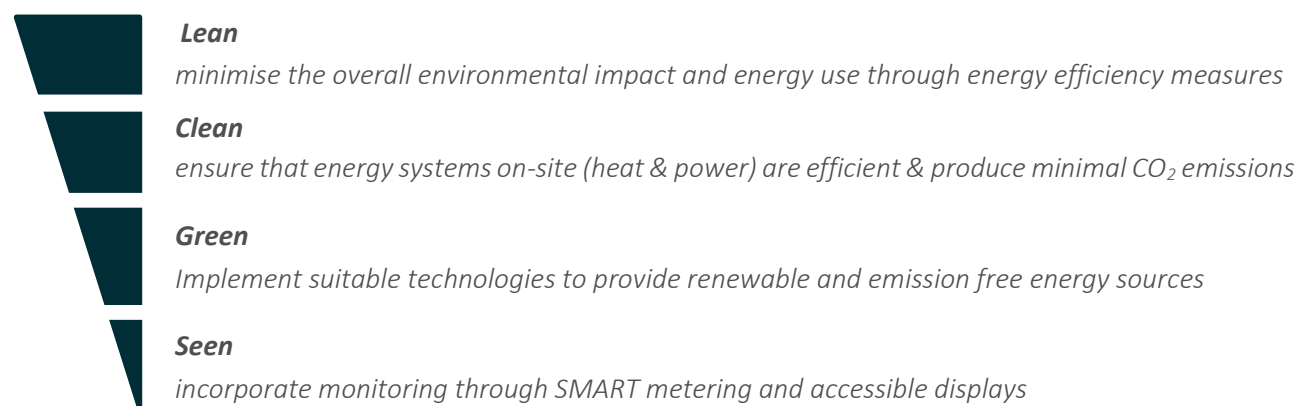 Lean
minimise the overall environmental impact and energy use through energy efficiency measures
Clean
ensure that energy systems on-site (heat & power) are efficient & produce minimal CO₂ emissions
Green
Implement suitable technologies to provide renewable and emission free energy sources
Seen
incorporate monitoring through SMART metering and accessible displays